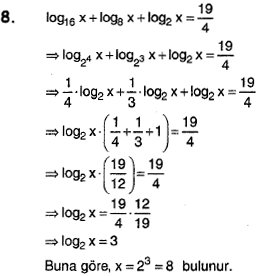 8. log₁₆ x + log₈ x + log₂ x = 19/4
⇒ log₂⁴ x + log₂³ x + log₂ x = 19/4
⇒ 1/4 · log₂ x + 1/3 · log₂ x + log₂ x = 19/4
⇒ log₂ x · (1/4 + 1/3 + 1) = 19/4
⇒ log₂ x · (19/12) = 19/4
⇒ log₂ x = 19/4 · 12/19
⇒ log₂ x = 3
Buna göre, x = 2³ = 8 bulunur.